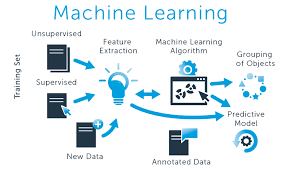 Machine Learning
Unsupervised
Feature
Extraction
Machine Learning
Algorithm
Grouping
of Objects
Training Set
Supervised
Predictive
Model
New Data
Annotated Data